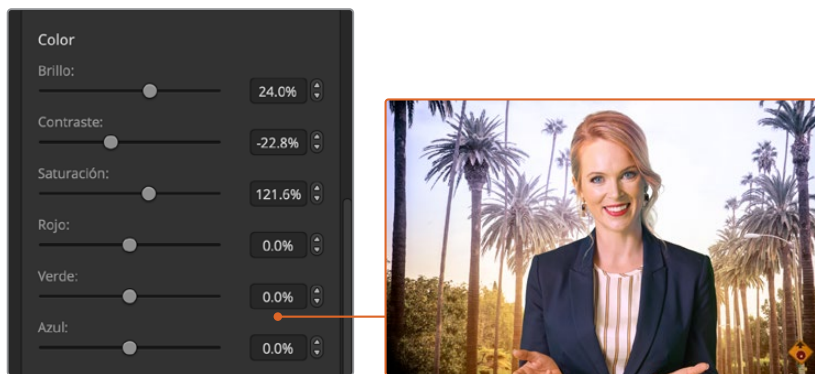 Color
Brillo:
24.0%
Contraste:
-22.8%
Saturación:
121.6%
Rojo:
0.0%
Verde:
0.0%
Azul:
0.0%